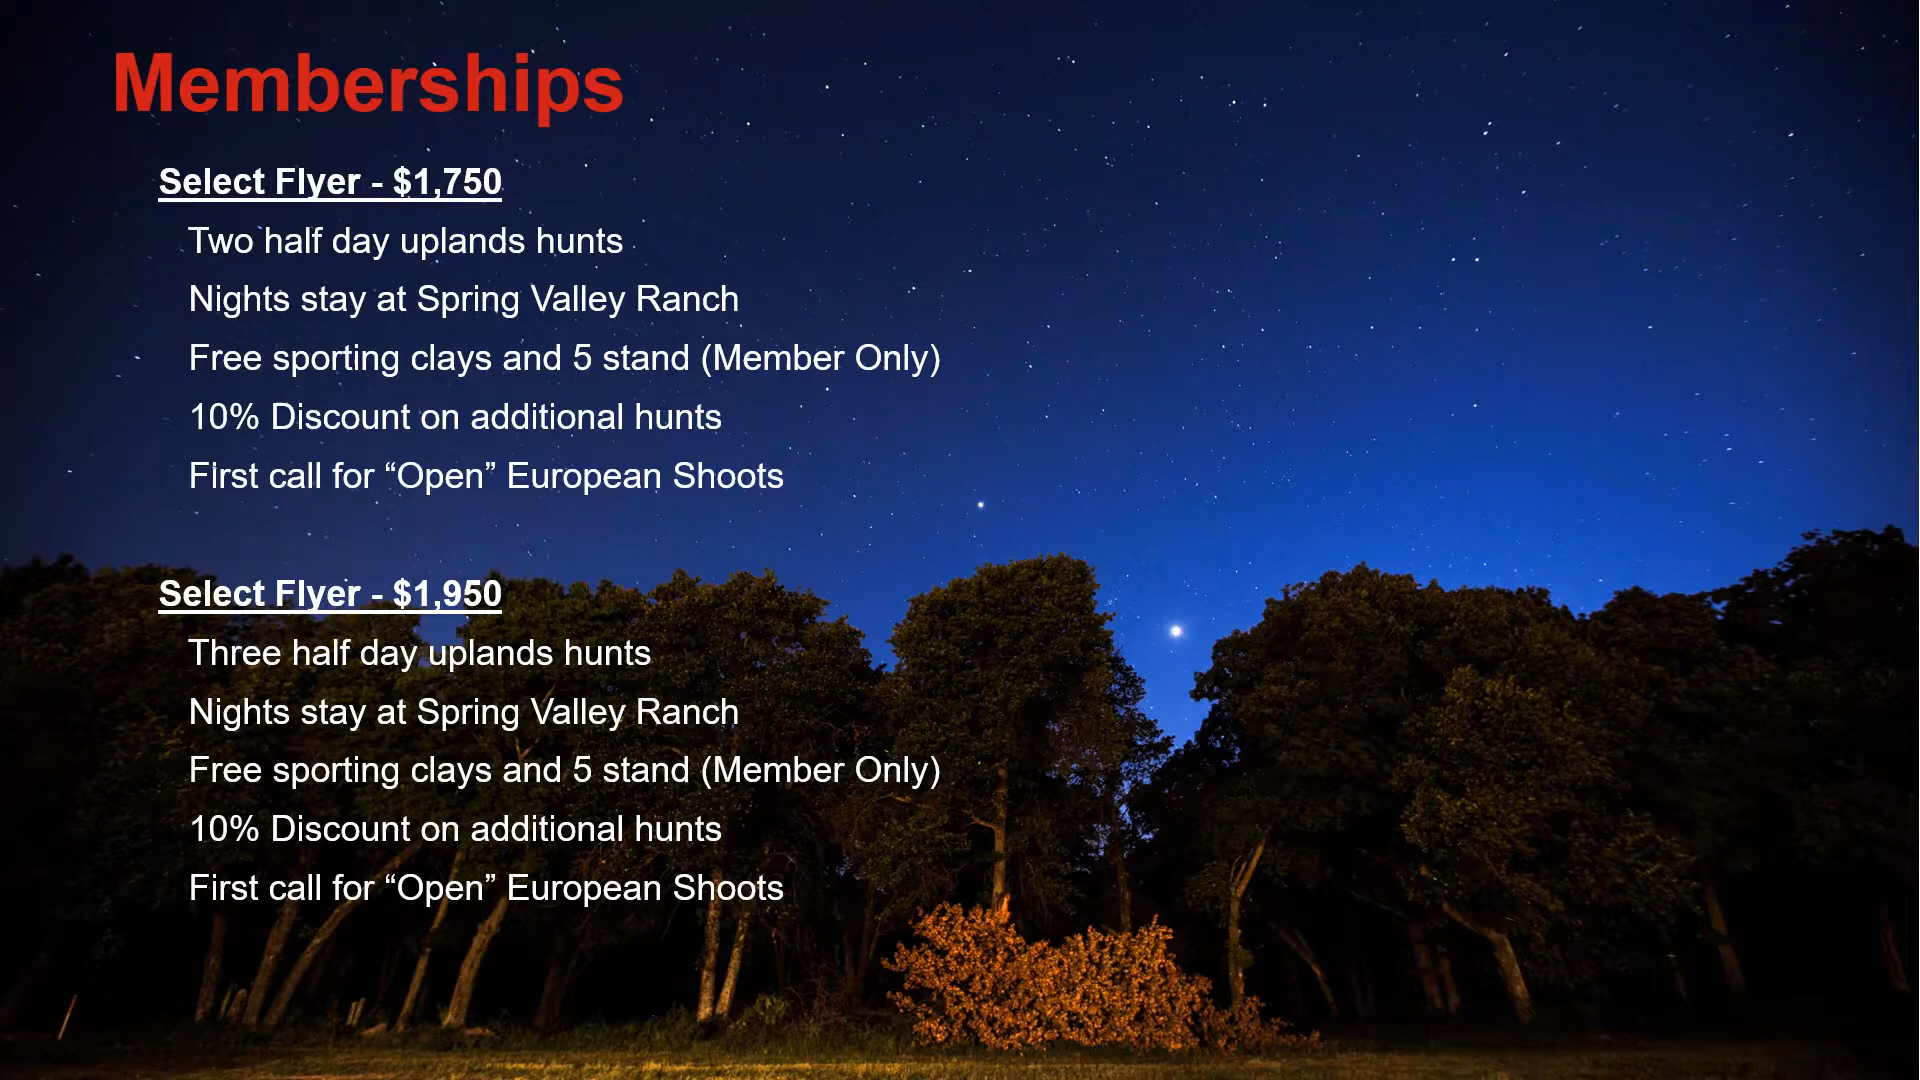 Memberships
Select Flyer - $1,750
Two half day uplands hunts
Nights stay at Spring Valley Ranch
Free sporting clays and 5 stand (Member Only)
10% Discount on additional hunts
First call for “Open” European Shoots
Select Flyer - $1,950
Three half day uplands hunts
Nights stay at Spring Valley Ranch
Free sporting clays and 5 stand (Member Only)
10% Discount on additional hunts
First call for “Open” European Shoots